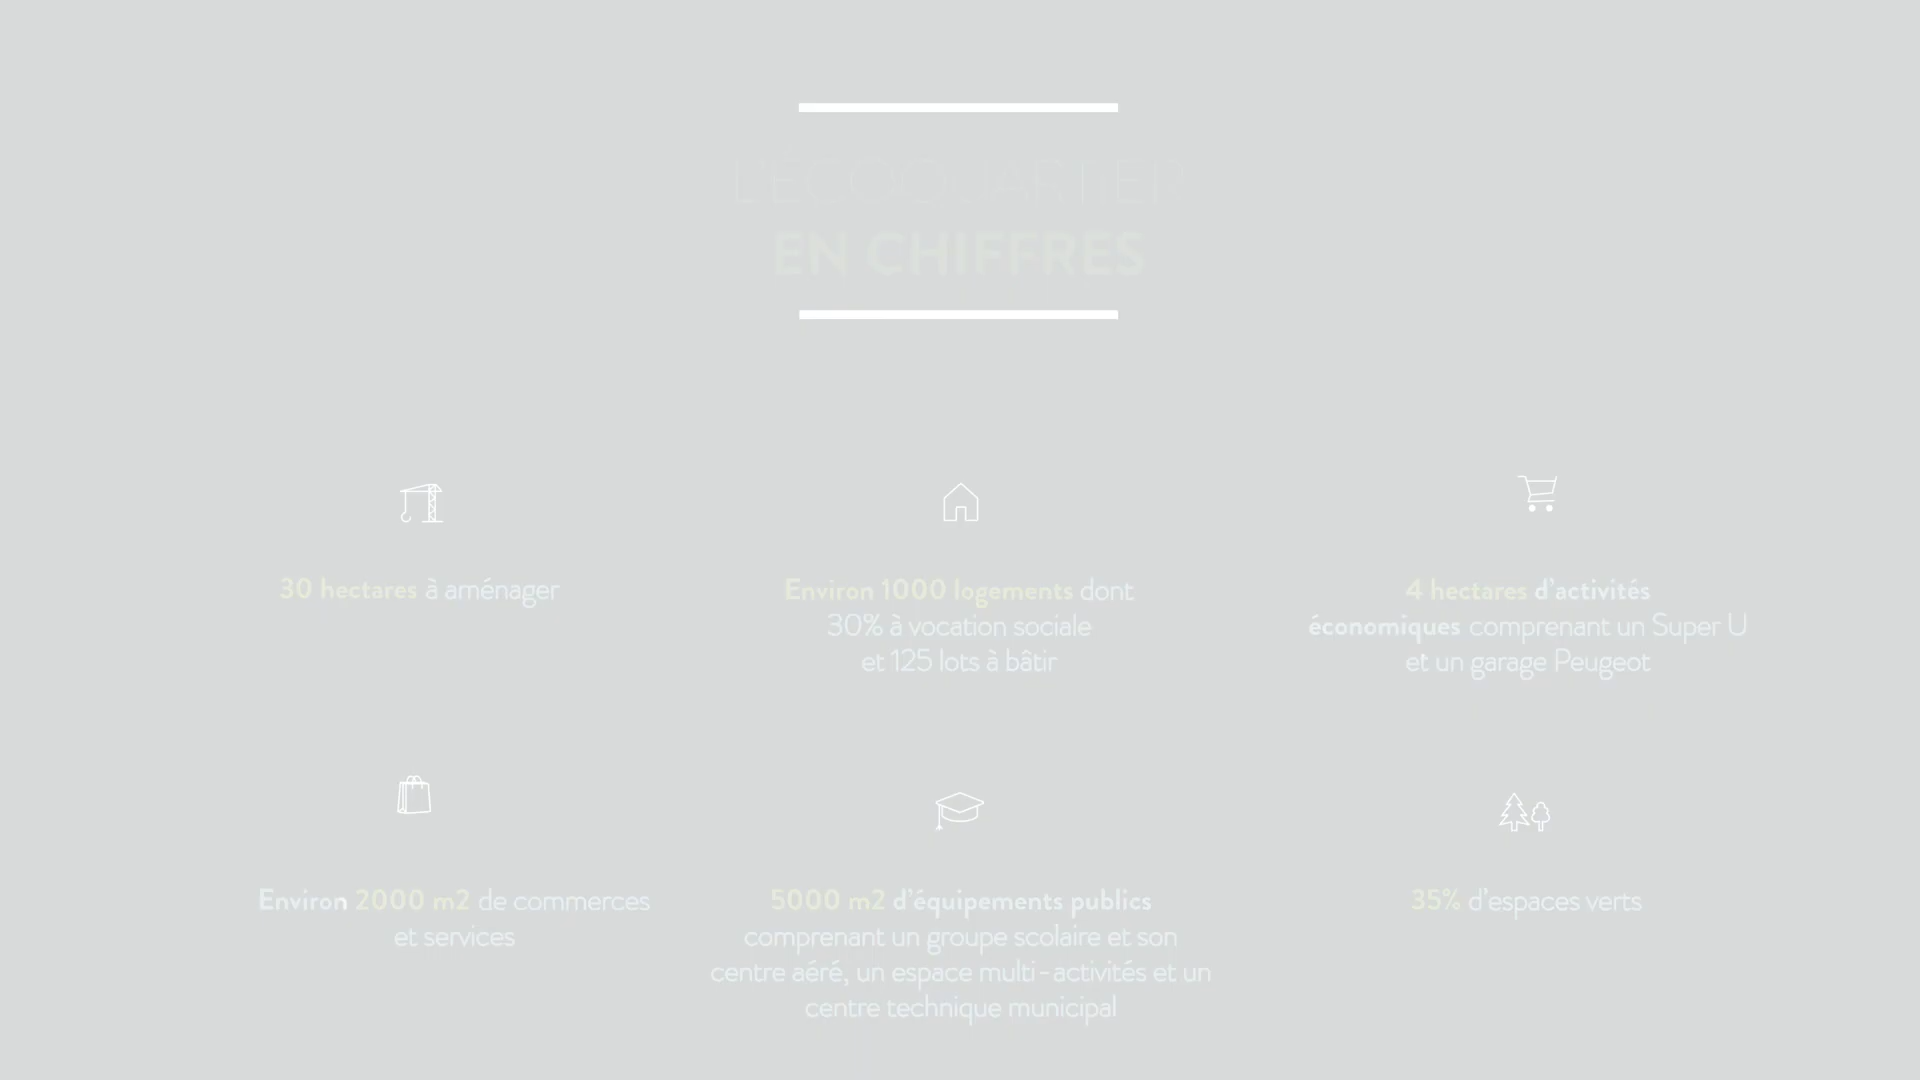 L'ÉCOQUARTIER
EN CHIFFRES
30 hectares à aménager
Environ 1000 logements dont
30% à vocation sociale
et 125 lots à bâtir
4 hectares d'activités
économiques comprenant un Super U
et un garage Peugeot
Environ 2000 m2 de commerces
et services
5000 m2 d'équipements publics
comprenant un groupe scolaire et son
centre aéré, un espace multi-activités et un
centre technique municipal
35% d'espaces verts